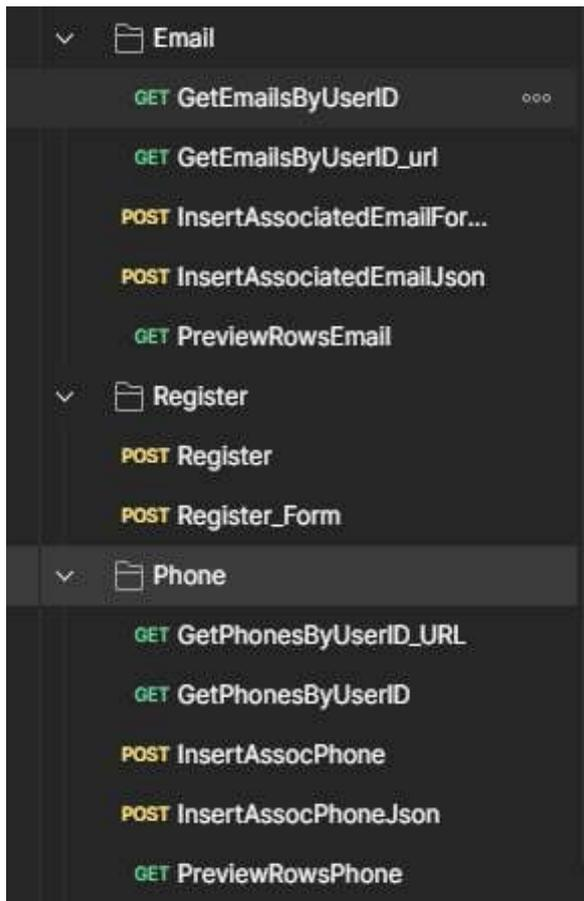 Email
GET GetEmailsByUserID
GET GetEmailsByUserID_url
POST InsertAssociatedEmailFor...
POST InsertAssociatedEmailJson
GET PreviewRowsEmail
Register
POST Register
POST Register_Form
Phone
GET GetPhonesByUserID_URL
GET GetPhonesByUserID
POST InsertAssocPhone
POST InsertAssocPhoneJson
GET PreviewRowsPhone